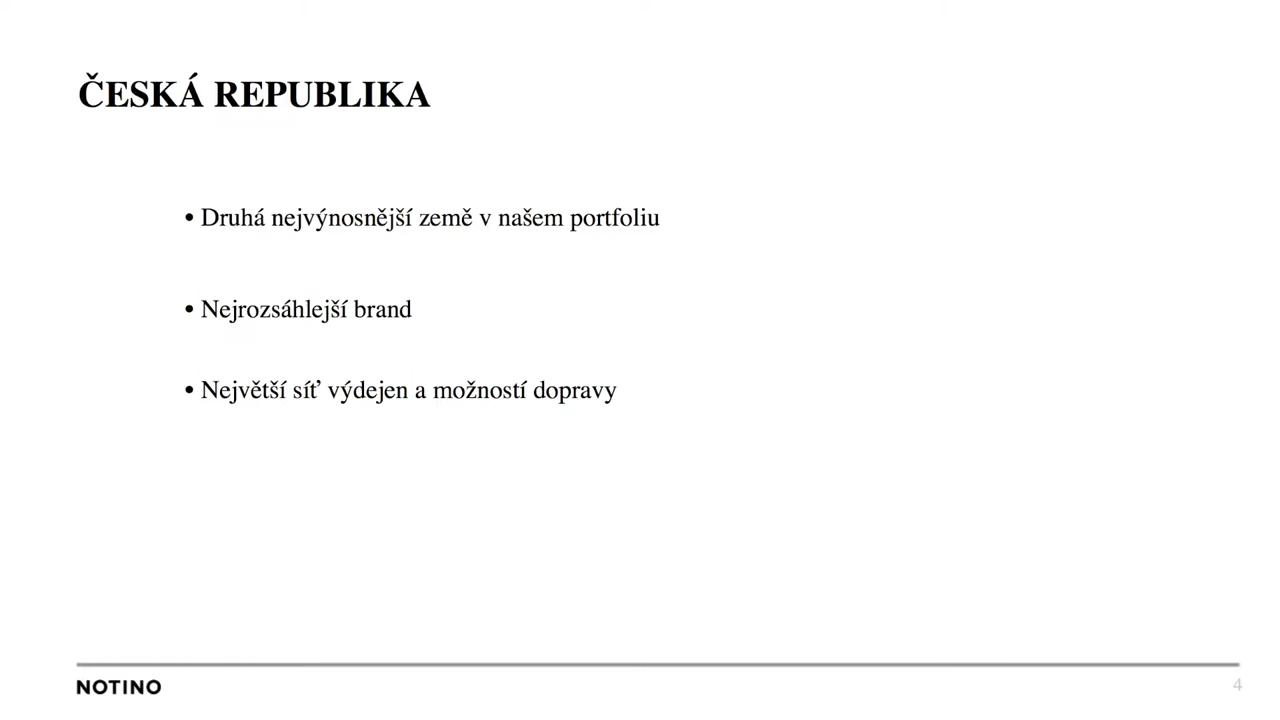 ČESKÁ REPUBLIKA
• Druhá nejvýnosnější země v našem portfoliu
• Nejrozsáhlejší brand
• Největší síť výdejen a možností dopravy
NOTINO
4